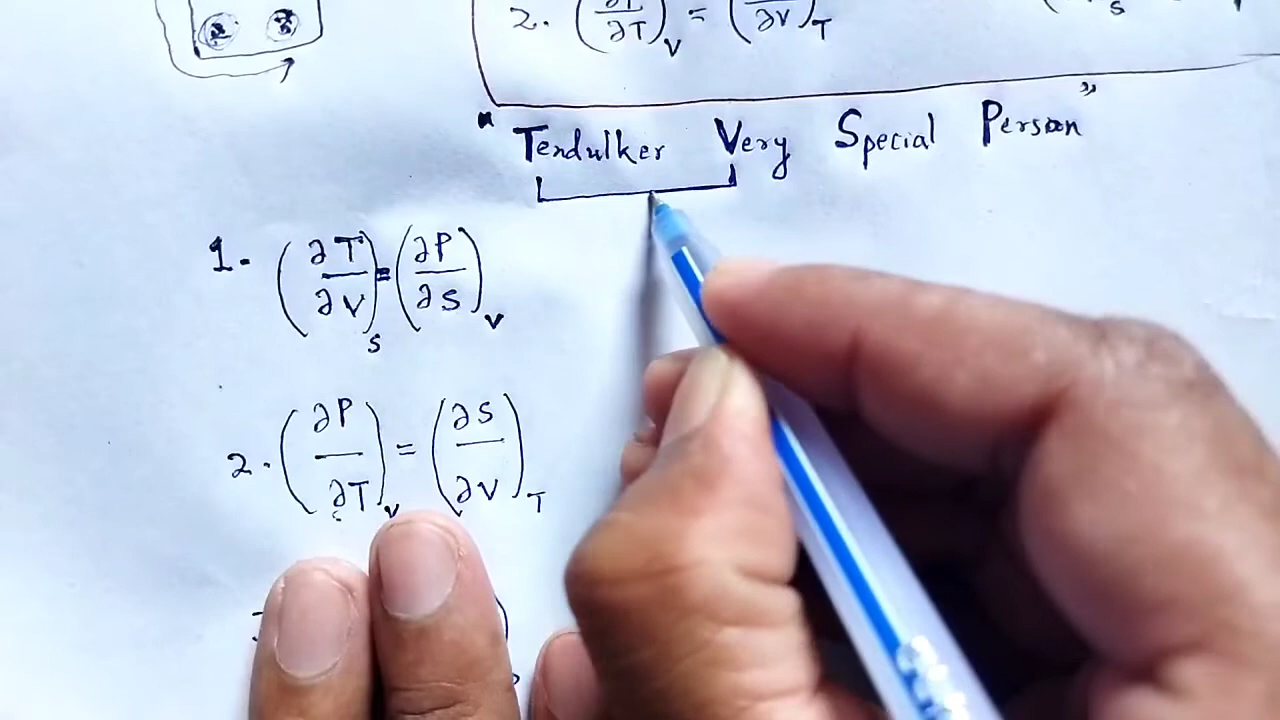 2. (∂T/∂T)_V = (/∂V)_T
S
"Tendulker Very Special Person"
1. (∂T/∂V)_S = (∂P/∂S)_V
2. (∂P/∂T)_V = (∂S/∂V)_T